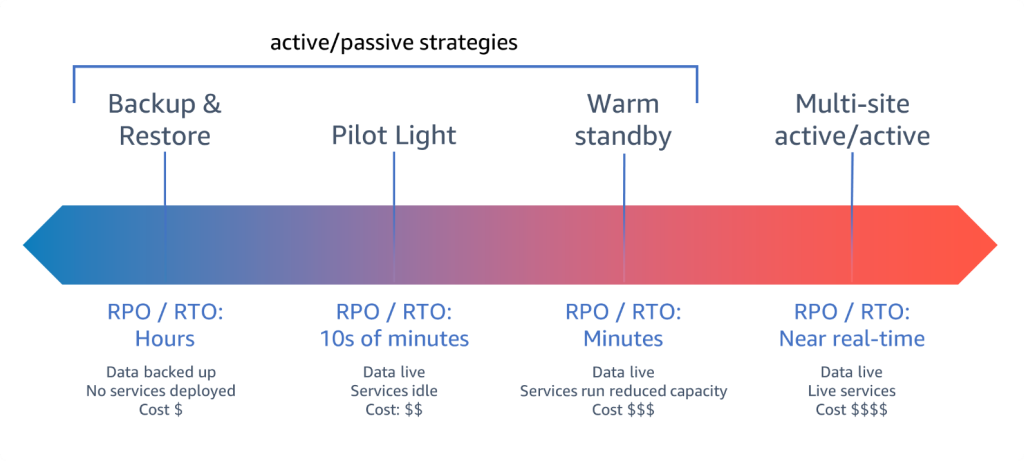 active/passive strategies
Backup &
Restore
Pilot Light
Warm
standby
Multi-site
active/active
RPO / RTO:
Hours
RPO / RTO:
10s of minutes
RPO / RTO:
Minutes
RPO / RTO:
Near real-time
Data backed up
No services deployed
Cost $
Data live
Services idle
Cost: $$
Data live
Services run reduced capacity
Cost $$$
Data live
Live services
Cost $$$$